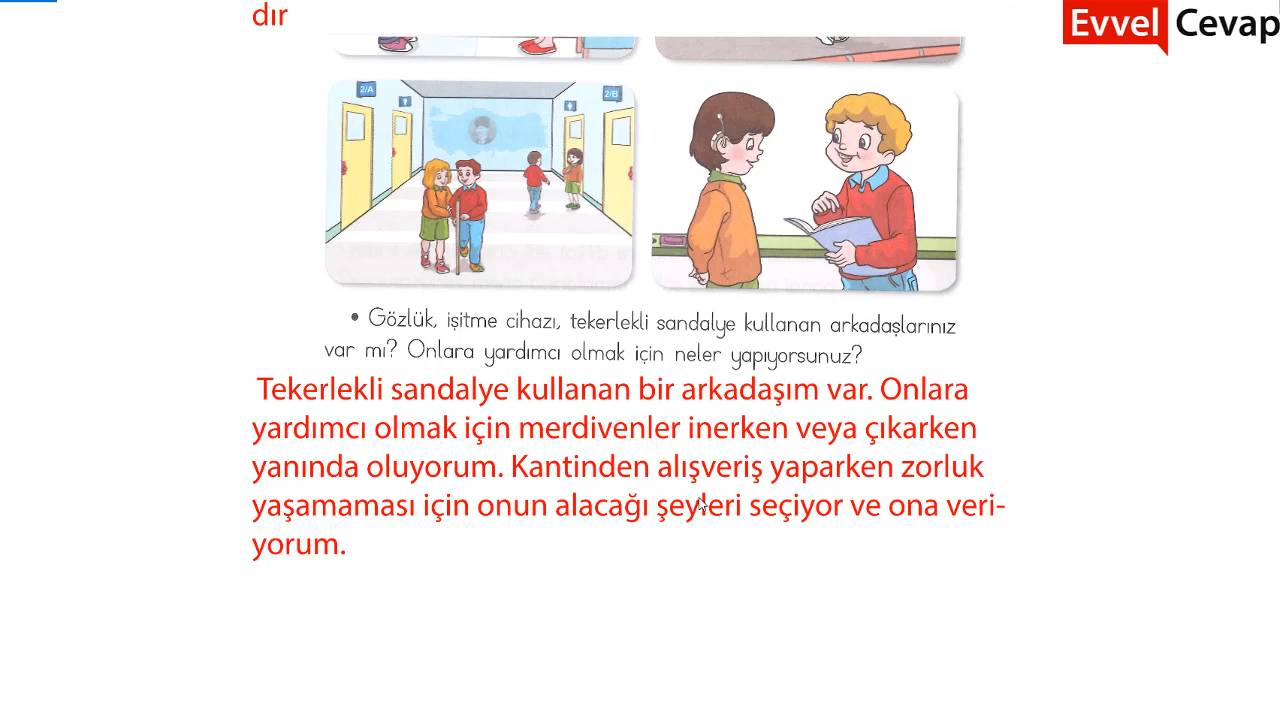 dır
Evvel Cevap
2/A
2/B
• Gözlük, işitme cihazı, tekerlekli sandalye kullanan arkadaşlarınız
var mı? Onlara yardımcı olmak için neler yapıyorsunuz?
Tekerlekli sandalye kullanan bir arkadaşım var. Onlara
yardımcı olmak için merdivenler inerken veya çıkarken
yanında oluyorum. Kantinden alışveriş yaparken zorluk
yaşamaması için onun alacağı şeyleri seçiyor ve ona veri-
yorum.